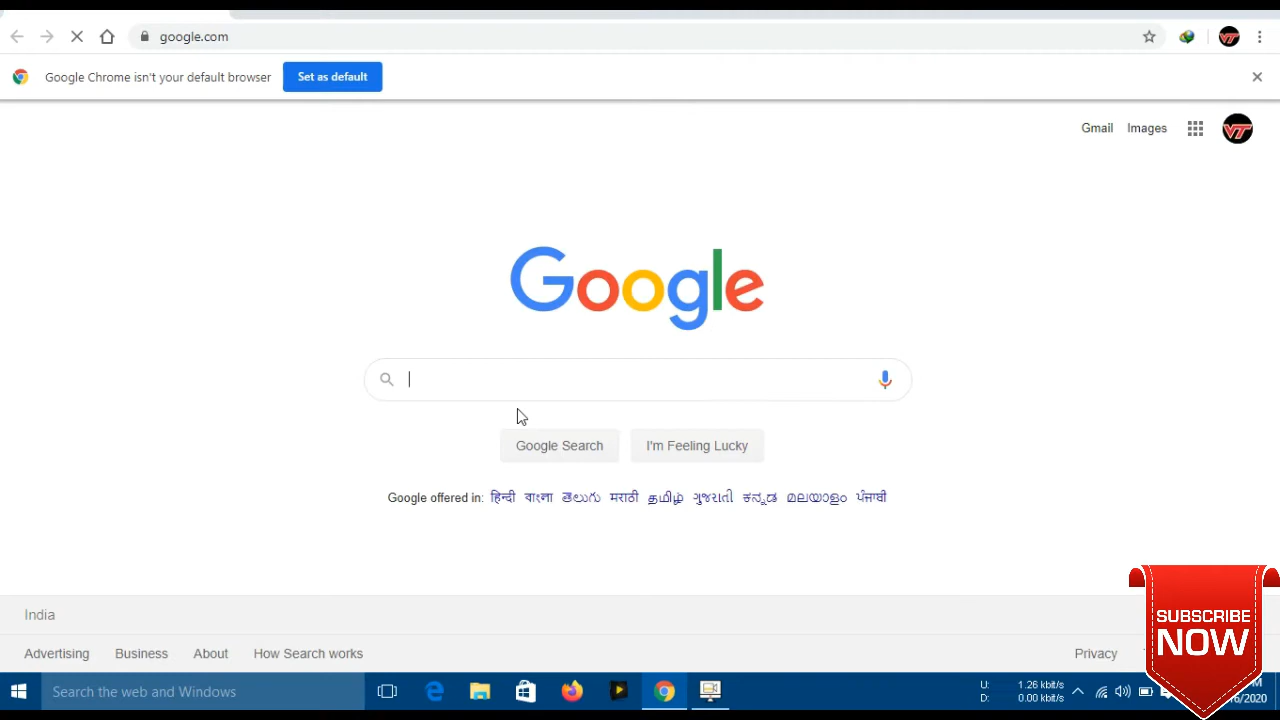 google.com
Google Chrome isn't your default browser Set as default
Gmail Images
VT
Google
Google Search I'm Feeling Lucky
Google offered in: हिन्दी বাংলা తెలుగు मराठी தமிழ் ગુજરાતી ಕನ್ನಡ മലയാളം ਪੰਜਾਬੀ
India
Advertising Business About How Search works Privacy
SUBSCRIBE
NOW
Search the web and Windows
U: 1.26 kbit/s
D: 0.00 kbit/s